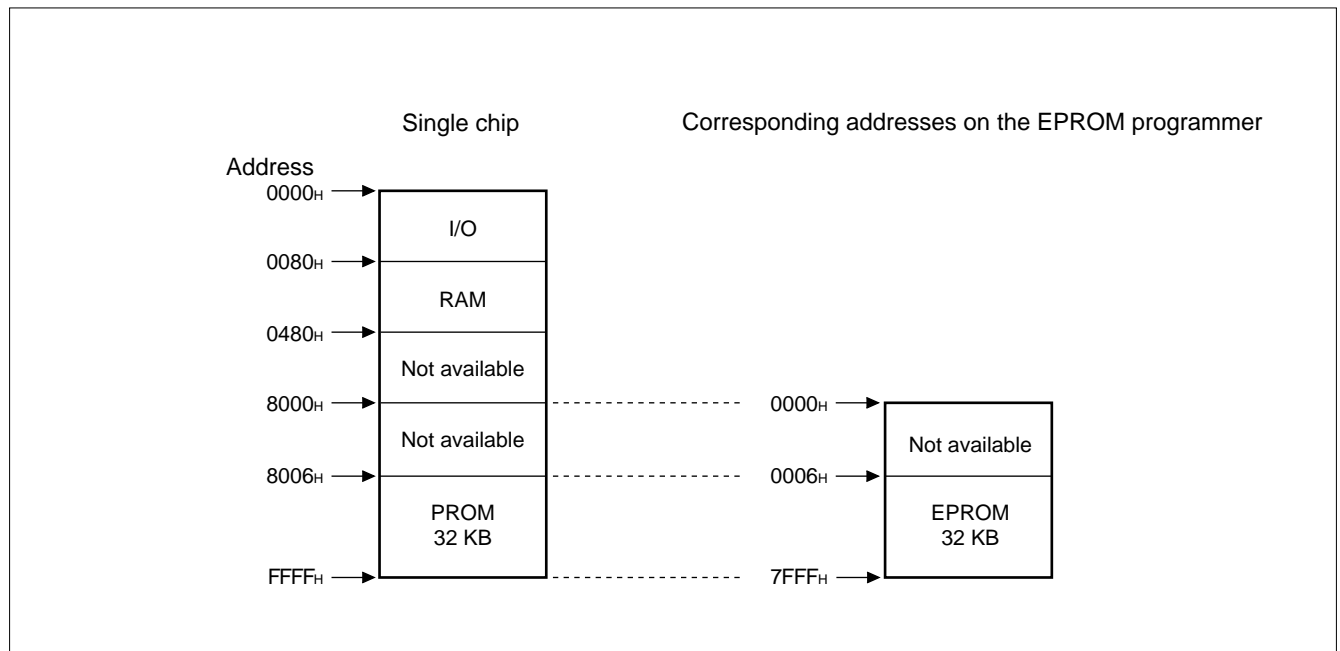 Single chip
Corresponding addresses on the EPROM programmer
Address
0000H
I/O
0080H
RAM
0480H
Not available
8000H
0000H
Not available
Not available
8006H
0006H
PROM
32 KB
EPROM
32 KB
FFFFH
7FFFH